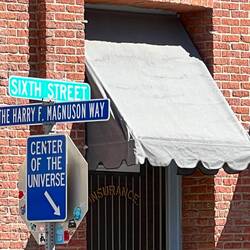 SIXTH STREET
THE HARRY F. MAGNUSON WAY
CENTER
OF THE
UNIVERSE
INSURANCE